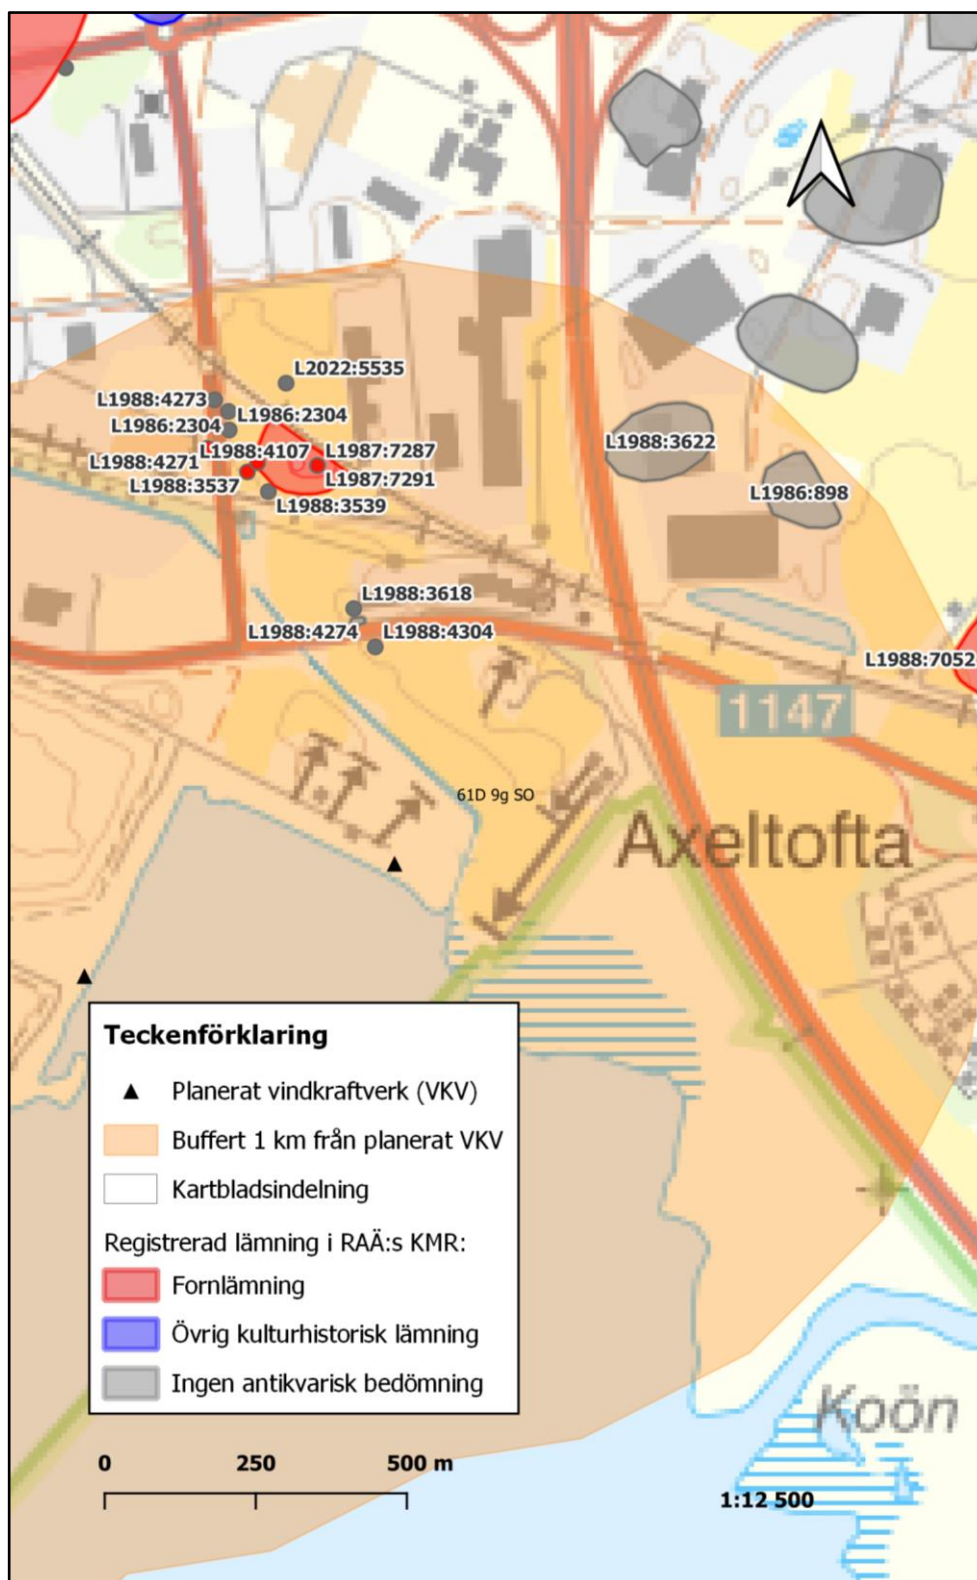 L2022:5535
L1988:4273
L1986:2304
L1986:2304
L1988:4107
L1987:7287
L1988:4271
L1987:7291
L1988:3537
L1988:3539
L1988:3622
L1986:898
L1988:3618
L1988:4274
L1988:4304
L1988:7052
1147
61D 9g SO
Axeltofta
Teckenförklaring
Planerat vindkraftverk (VKV)
Buffert 1 km från planerat VKV
Kartbladsindelning
Registrerad lämning i RAÄ:s KMR:
Fornlämning
Övrig kulturhistorisk lämning
Ingen antikvarisk bedömning
Koön
0 250 500 m
1:12 500